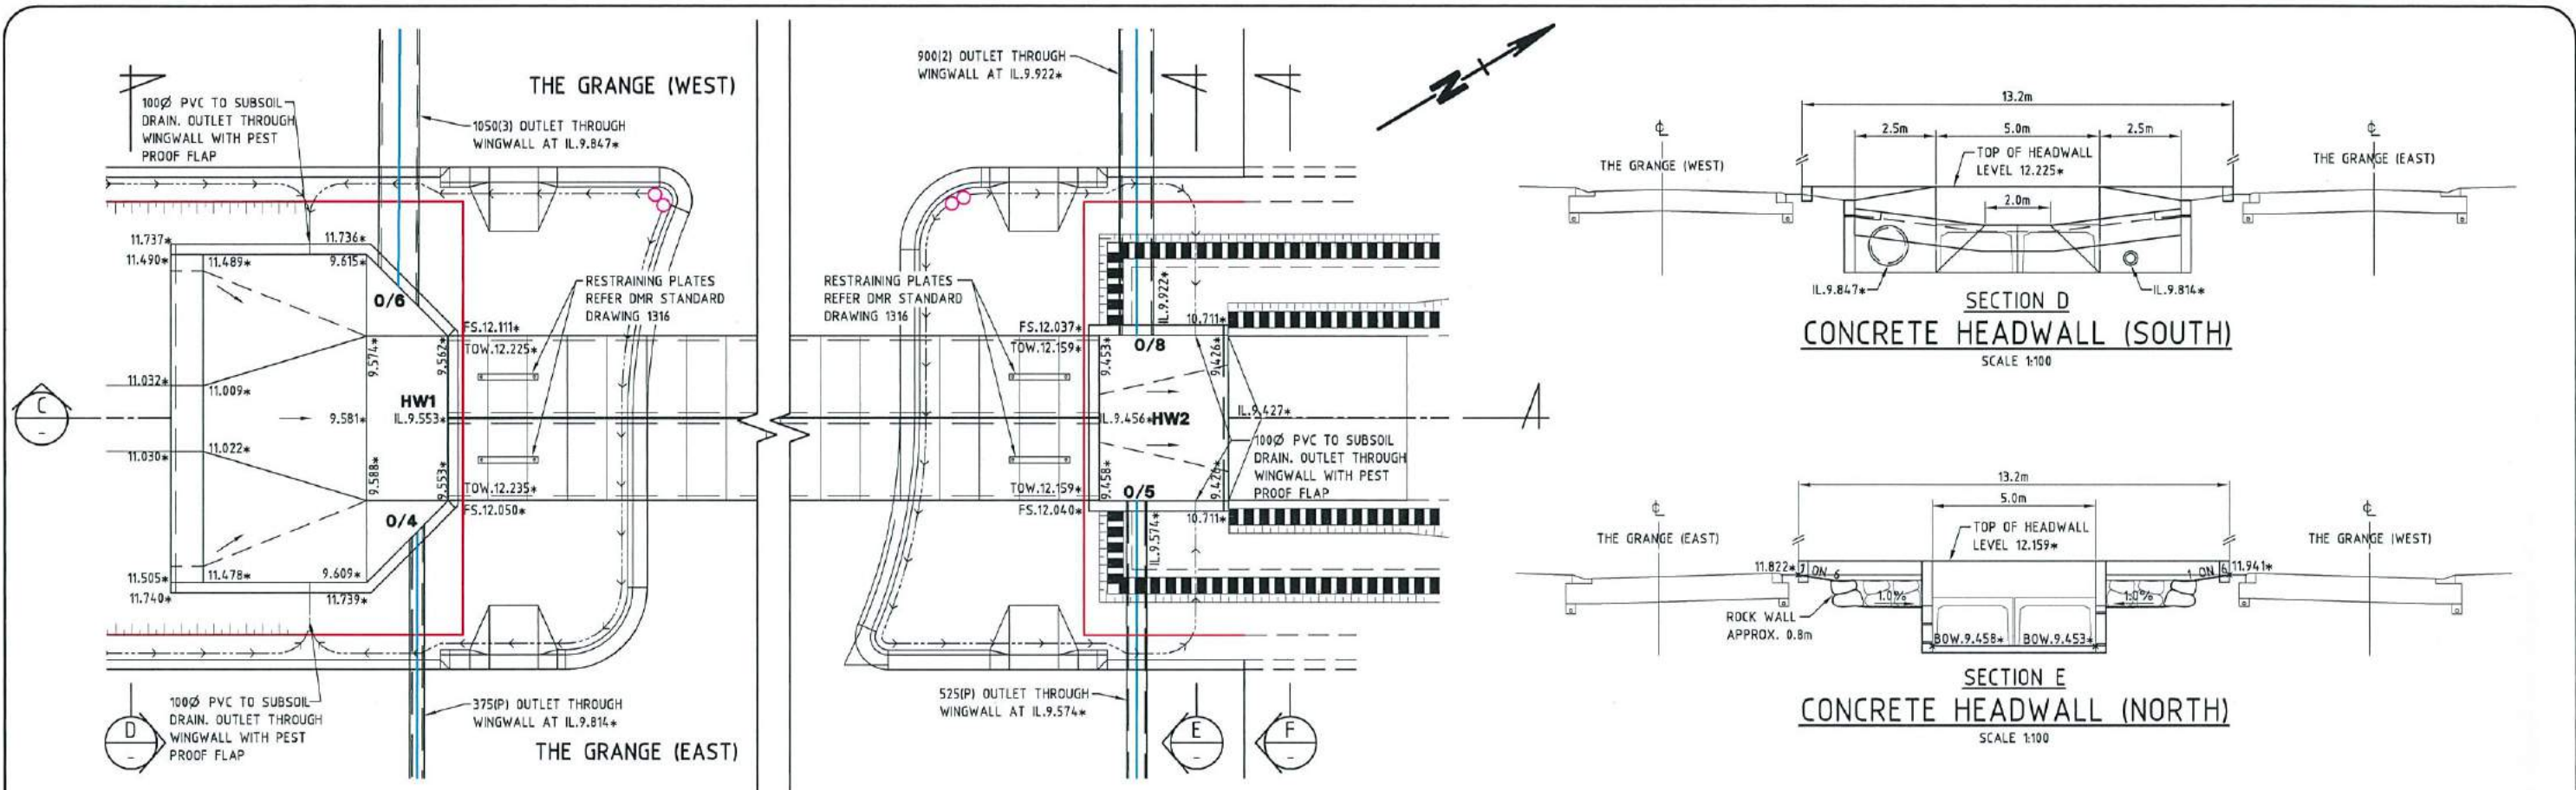 THE GRANGE (WEST)
100Ø PVC TO SUBSOIL
DRAIN. OUTLET THROUGH
WINGWALL WITH PEST
PROOF FLAP
1050(3) OUTLET THROUGH
WINGWALL AT IL.9.847*
900(2) OUTLET THROUGH
WINGWALL AT IL.9.922*
N
11.737*
11.490*
11.489*
11.736*
9.615*
O/6
RESTRAINING PLATES
REFER DMR STANDARD
DRAWING 1316
RESTRAINING PLATES
REFER DMR STANDARD
DRAWING 1316
FS.12.111*
TOW.12.225*
9.574*
9.562*
FS.12.037*
TOW.12.159*
9.453*
O/8
IL.9.922*
10.711*
9.426*
C
-
11.032*
11.009*
9.581*
HW1
IL.9.553*
IL.9.456*
HW2
IL.9.427*
11.030*
11.022*
9.588*
9.553*
TOW.12.235*
FS.12.050*
TOW.12.159*
FS.12.040*
9.458*
O/5
9.426*
100Ø PVC TO SUBSOIL
DRAIN. OUTLET THROUGH
WINGWALL WITH PEST
PROOF FLAP
IL.9.574*
10.711*
O/4
11.505*
11.478*
9.609*
11.740*
11.739*
D
-
100Ø PVC TO SUBSOIL
DRAIN. OUTLET THROUGH
WINGWALL WITH PEST
PROOF FLAP
375(P) OUTLET THROUGH
WINGWALL AT IL.9.814*
THE GRANGE (EAST)
525(P) OUTLET THROUGH
WINGWALL AT IL.9.574*
E
-
F
-
13.2m
2.5m
5.0m
2.5m
THE GRANGE (WEST)
TOP OF HEADWALL
LEVEL 12.225*
THE GRANGE (EAST)
2.0m
IL.9.847*
IL.9.814*
SECTION D
CONCRETE HEADWALL (SOUTH)
SCALE 1:100
13.2m
5.0m
THE GRANGE (EAST)
TOP OF HEADWALL
LEVEL 12.159*
THE GRANGE (WEST)
11.822*
1 ON 6
1 ON 6
11.941*
1.0%
1.0%
ROCK WALL
APPROX. 0.8m
BOW.9.458*
BOW.9.453*
SECTION E
CONCRETE HEADWALL (NORTH)
SCALE 1:100